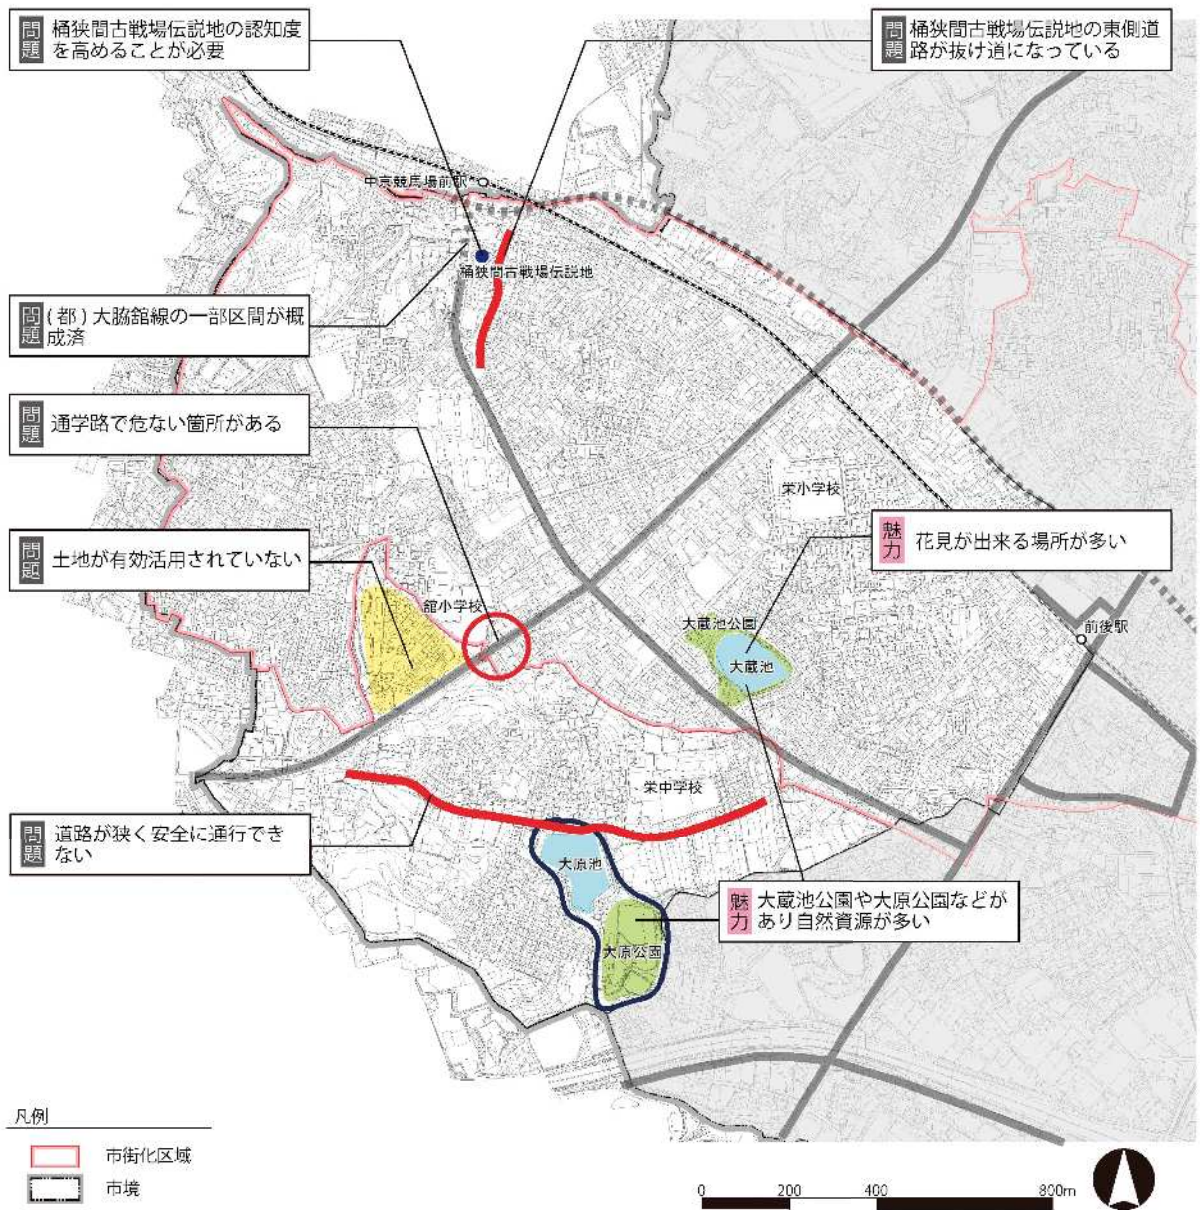 問題
桶狭間古戦場伝説地の認知度
を高めることが必要
問題
桶狭間古戦場伝説地の東側道
路が抜け道になっている
中京競馬場前駅
桶狭間古戦場伝説地
問題
(都)大脇舘線の一部区間が概
成済
問題
通学路で危ない箇所がある
栄小学校
魅力
花見が出来る場所が多い
問題
土地が有効活用されていない
舘小学校
大蔵池公園
前後駅
大蔵池
栄中学校
問題
道路が狭く安全に通行でき
ない
大原池
魅力
大蔵池公園や大原公園などが
あり自然資源が多い
大原公園
凡例
市街化区域
市境
0 200 400 800m